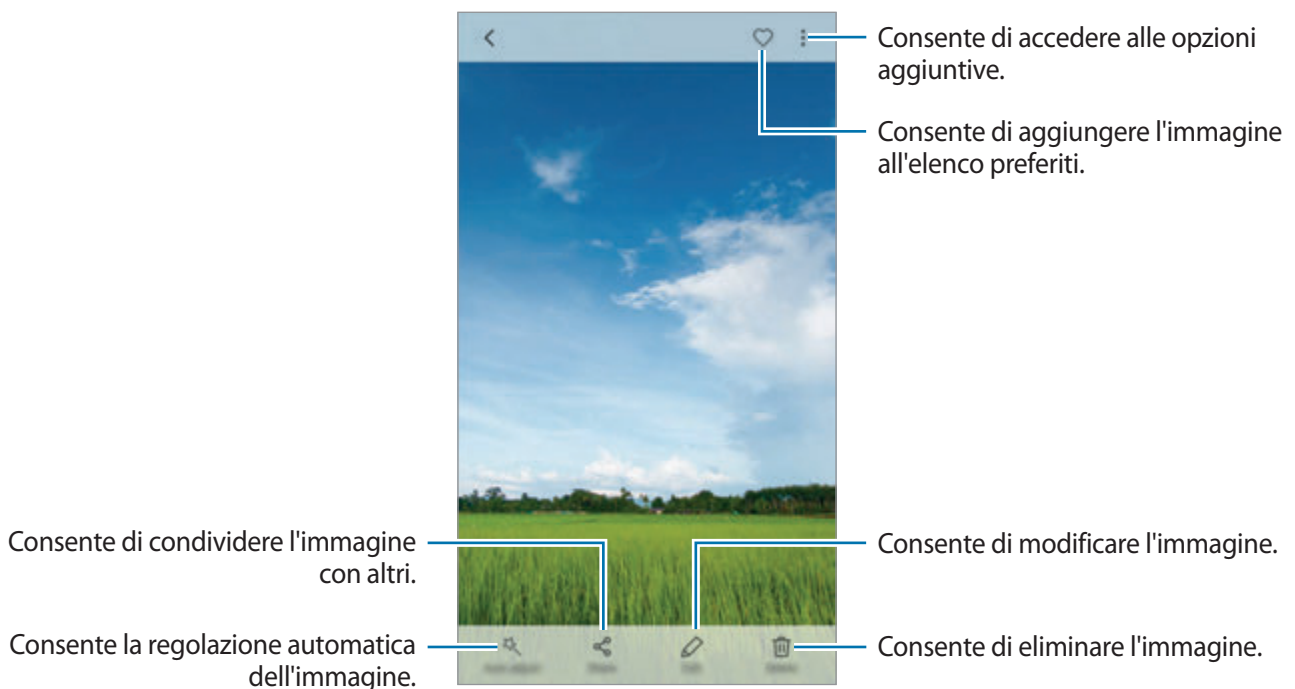 Consente di accedere alle opzioni
aggiuntive.
Consente di aggiungere l'immagine
all'elenco preferiti.
Consente di condividere l'immagine
con altri.
Consente di modificare l'immagine.
Consente la regolazione automatica
dell'immagine.
Consente di eliminare l'immagine.